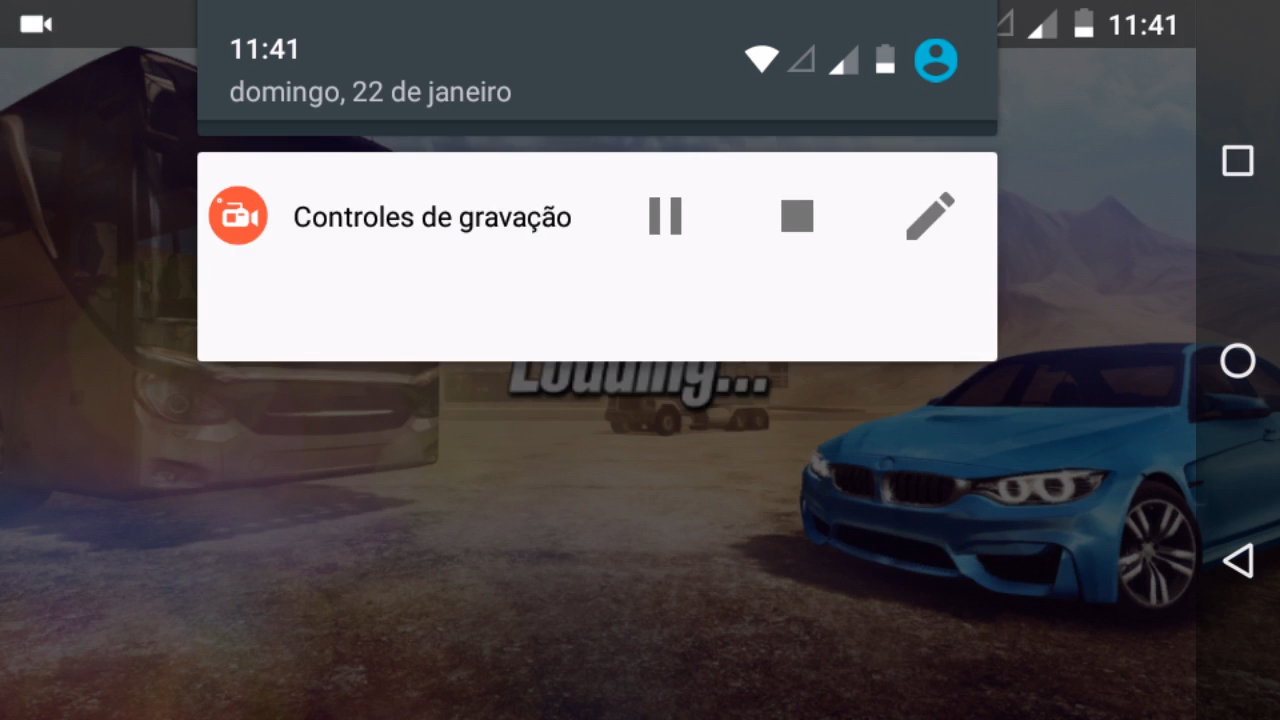 11:41
11:41
domingo, 22 de janeiro
Controles de gravação
Loading...